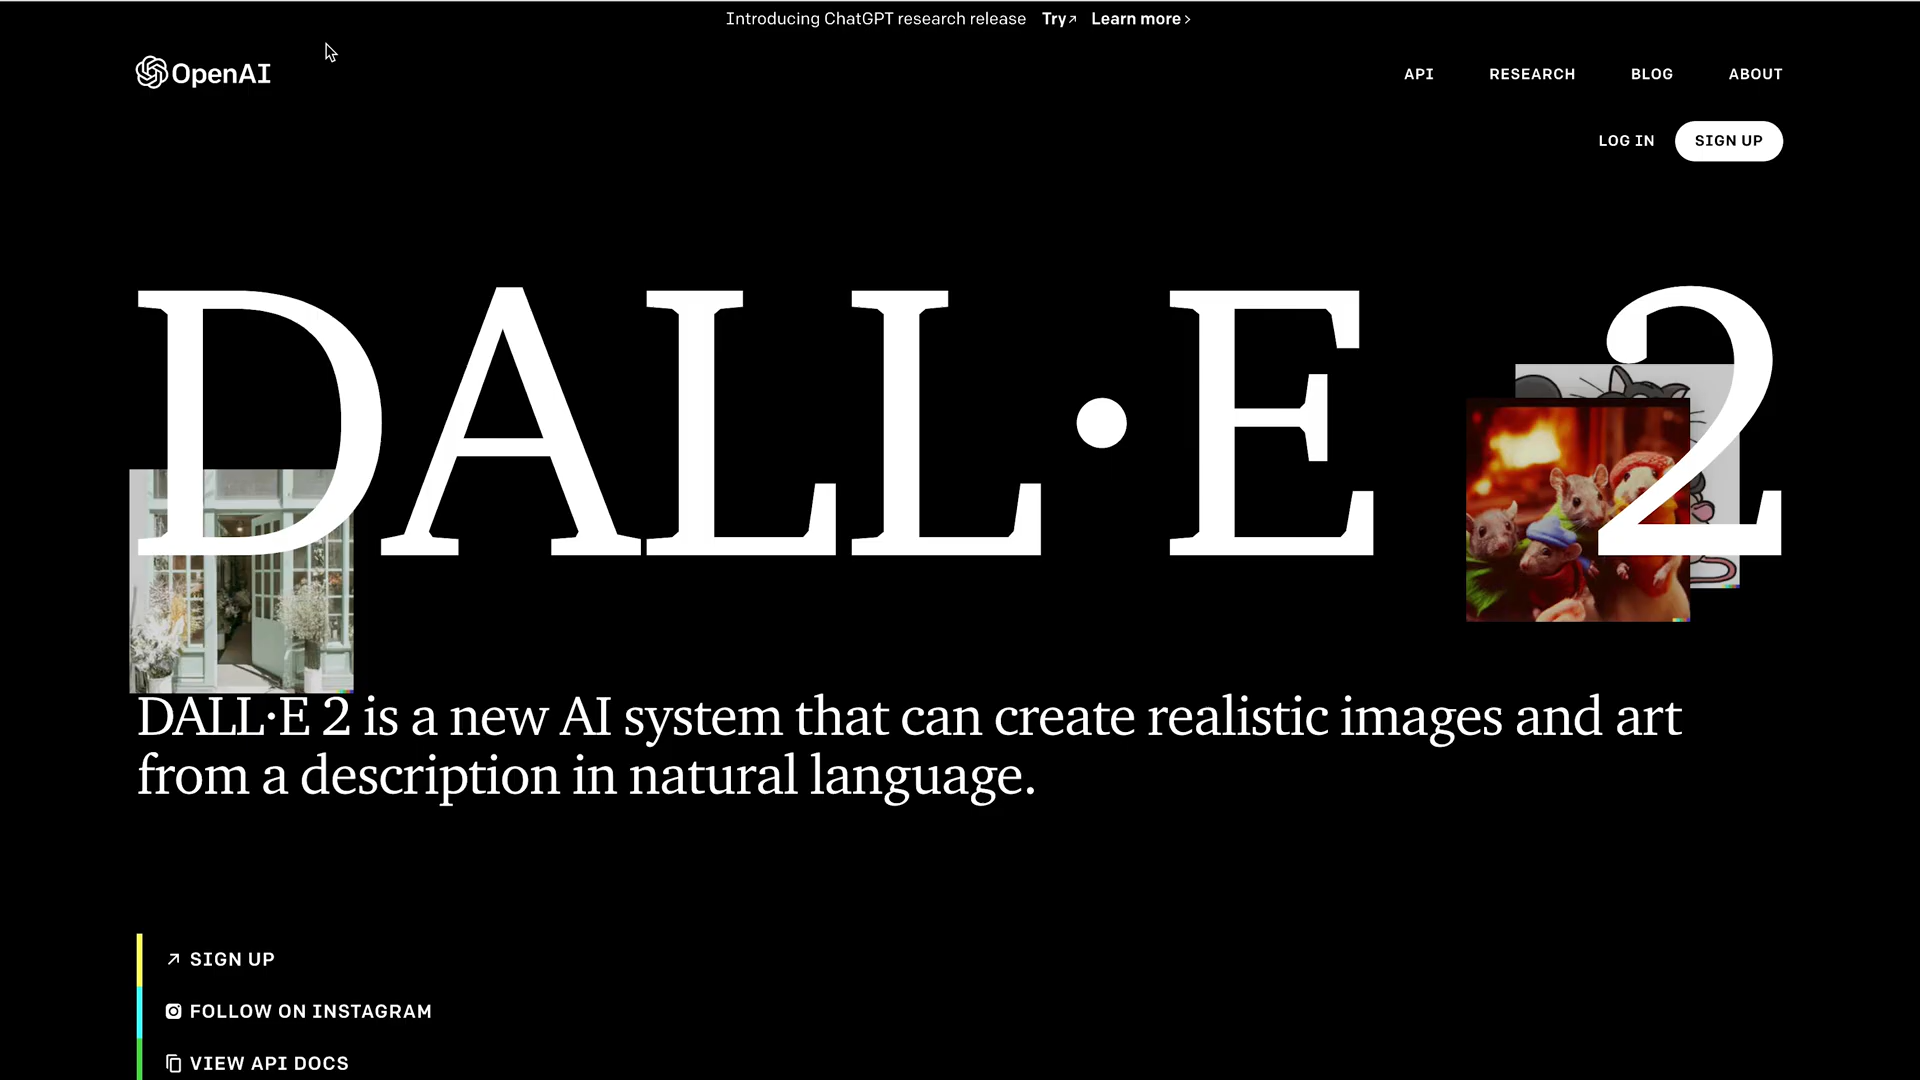 Introducing ChatGPT research release Try↗ Learn more ›
OpenAI
API RESEARCH BLOG ABOUT
LOG IN SIGN UP
DALL·E 2
DALL·E 2 is a new AI system that can create realistic images and art
from a description in natural language.
↗ SIGN UP
FOLLOW ON INSTAGRAM
VIEW API DOCS